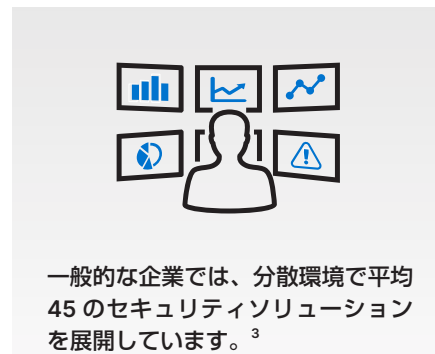 一般的な企業では、分散環境で平均
45 のセキュリティソリューション
を展開しています。3